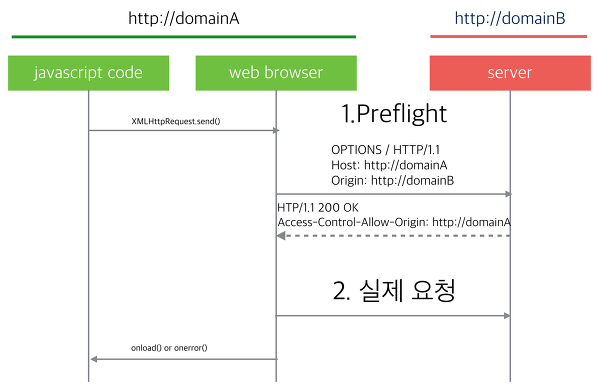 http://domainA
http://domainB
javascript code
web browser
server
1.Preflight
XMLHttpRequest.send()
OPTIONS / HTTP/1.1
Host: http://domainA
Origin: http://domainB
HTP/1.1 200 OK
Access-Control-Allow-Origin: http://domainA
2. 실제 요청
onload() or onerror()